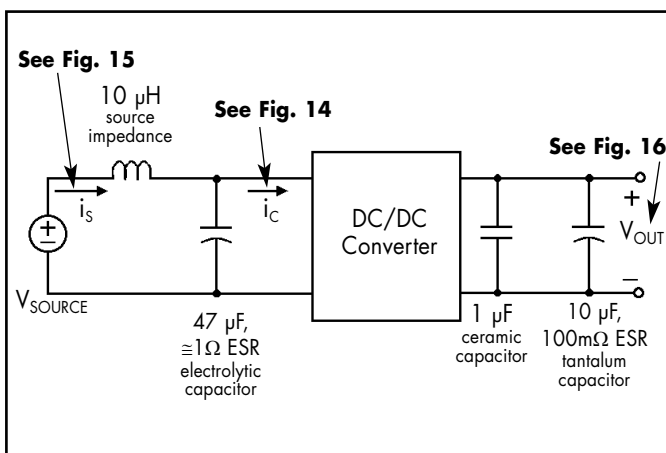 See Fig. 15
10 µH
source
impedance
See Fig. 14
See Fig. 16
iS
iC
DC/DC
Converter
+
VOUT
−
+
−
VSOURCE
47 µF,
≅1Ω ESR
electrolytic
capacitor
1 µF
ceramic
capacitor
10 µF,
100mΩ ESR
tantalum
capacitor